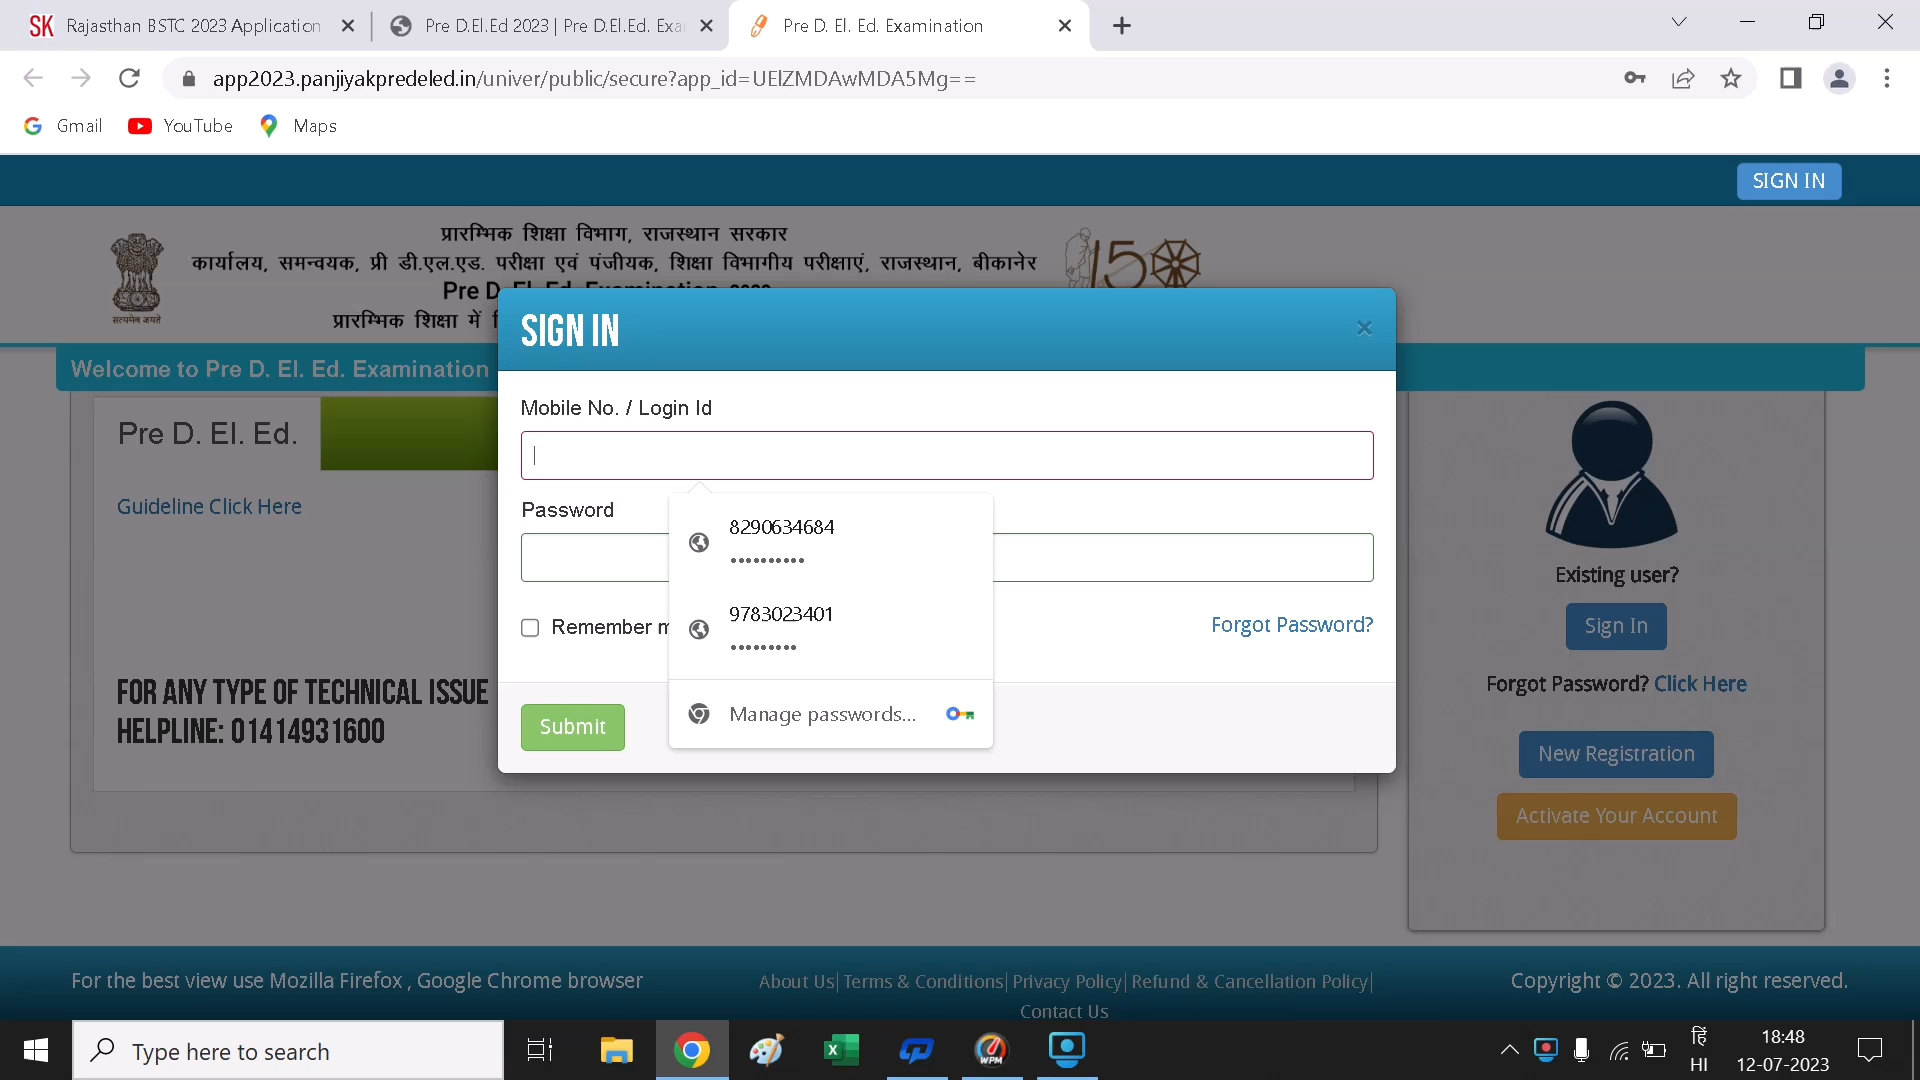 SK Rajasthan BSTC 2023 Application
Pre D.El.Ed 2023 | Pre D.El.Ed. Exa
Pre D. El. Ed. Examination
app2023.panjiyakpredeled.in/univer/public/secure?app_id=UElZMDAwMDA5Mg==
Gmail
YouTube
Maps
SIGN IN
प्रारम्भिक शिक्षा विभाग, राजस्थान सरकार
कार्यालय, समन्वयक, प्री डी.एल.एड. परीक्षा एवं पंजीयक, शिक्षा विभागीय परीक्षाएं, राजस्थान, बीकानेर
150
सत्यमेव जयते
Pre D
प्रारम्भिक शिक्षा में
SIGN IN
Welcome to Pre D. El. Ed. Examination
Mobile No. / Login Id
Pre D. El. Ed.
Guideline Click Here
Password
8290634684
••••••••••
9783023401
•••••••••
Remember m
Forgot Password?
Manage passwords...
Submit
FOR ANY TYPE OF TECHNICAL ISSUE
HELPLINE: 01414931600
Existing user?
Sign In
Forgot Password? Click Here
New Registration
Activate Your Account
For the best view use Mozilla Firefox , Google Chrome browser
About Us| Terms & Conditions| Privacy Policy| Refund & Cancellation Policy|
Contact Us
Copyright © 2023. All right reserved.
Type here to search
WPM
हिं
HI
18:48
12-07-2023